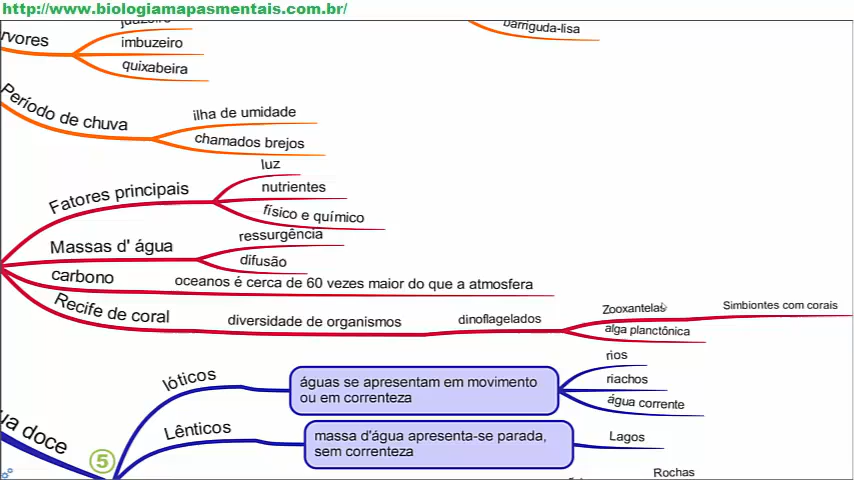 http://www.biologiamapasmentais.com.br/
juazeiro
barriguda-lisa
rvores
imbuzeiro
quixabeira
Período de chuva
ilha de umidade
chamados brejos
luz
Fatores principais
nutrientes
físico e químico
Massas d' água
ressurgência
difusão
carbono
oceanos é cerca de 60 vezes maior do que a atmosfera
Recife de coral
diversidade de organismos
dinoflagelados
Zooxantelas
Simbiontes com corais
alga planctônica
lóticos
águas se apresentam em movimento
ou em correnteza
rios
riachos
água corrente
ua doce
5
Lênticos
massa d'água apresenta-se parada,
sem correnteza
Lagos
Rochas